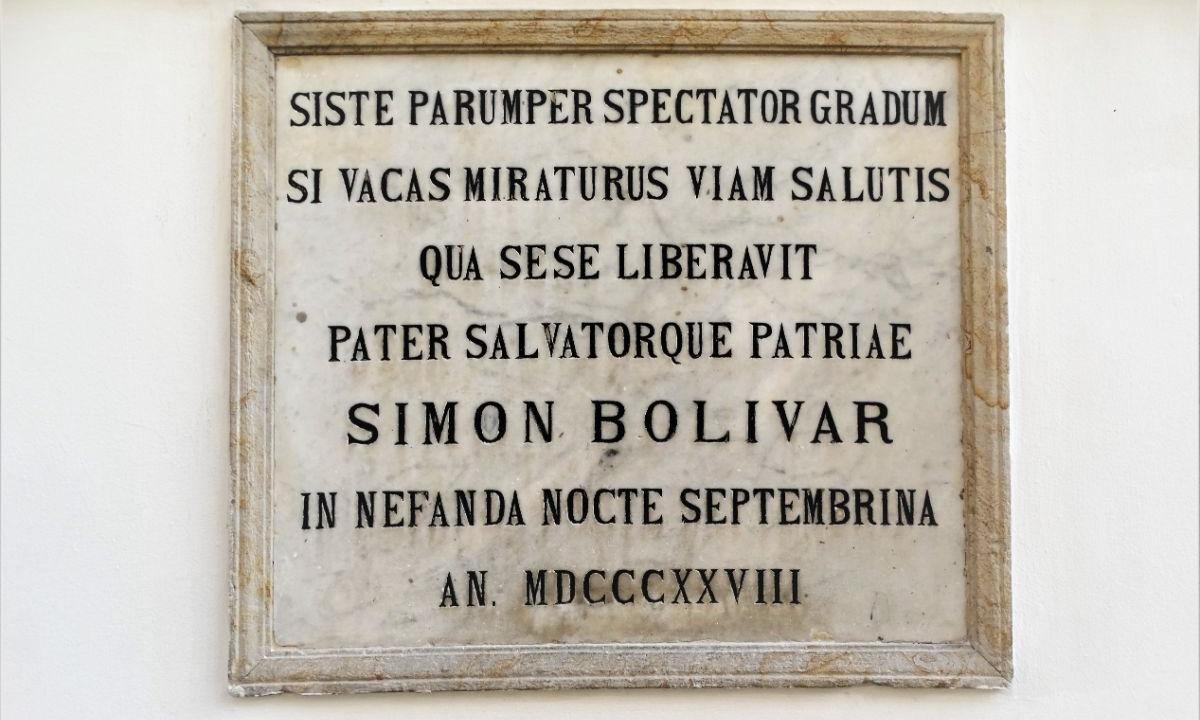 SISTE PARUMPER SPECTATOR GRADUM
SI VACAS MIRATURUS VIAM SALUTIS
QUA SESE LIBERAVIT
PATER SALVATORQUE PATRIAE
SIMON BOLIVAR
IN NEFANDA NOCTE SEPTEMBRINA
AN. MDCCCXXVIII